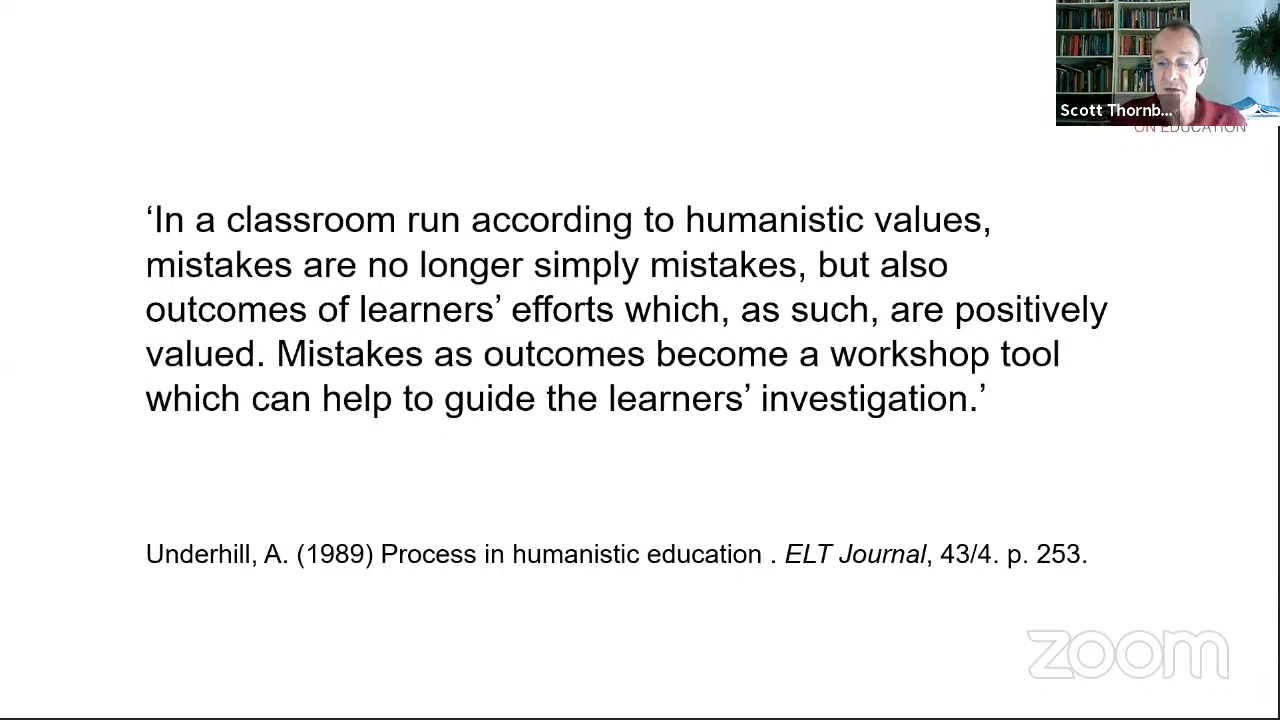 Scott Thornb...
ON EDUCATION
‘In a classroom run according to humanistic values,
mistakes are no longer simply mistakes, but also
outcomes of learners’ efforts which, as such, are positively
valued. Mistakes as outcomes become a workshop tool
which can help to guide the learners’ investigation.’
Underhill, A. (1989) Process in humanistic education . ELT Journal, 43/4. p. 253.
zoom